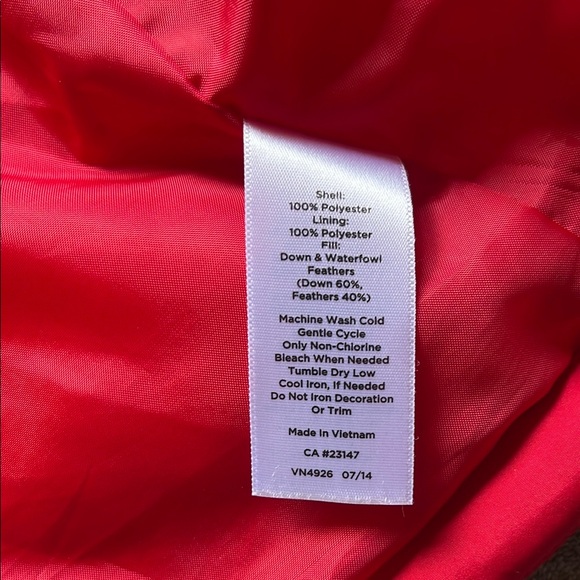 Shell:
100% Polyester
Lining:
100% Polyester
Fill:
Down & Waterfowl
Feathers
(Down 60%,
Feathers 40%)
Machine Wash Cold
Gentle Cycle
Only Non-Chlorine
Bleach When Needed
Tumble Dry Low
Cool Iron, If Needed
Do Not Iron Decoration
Or Trim
Made In Vietnam
CA #23147
VN4926 07/14